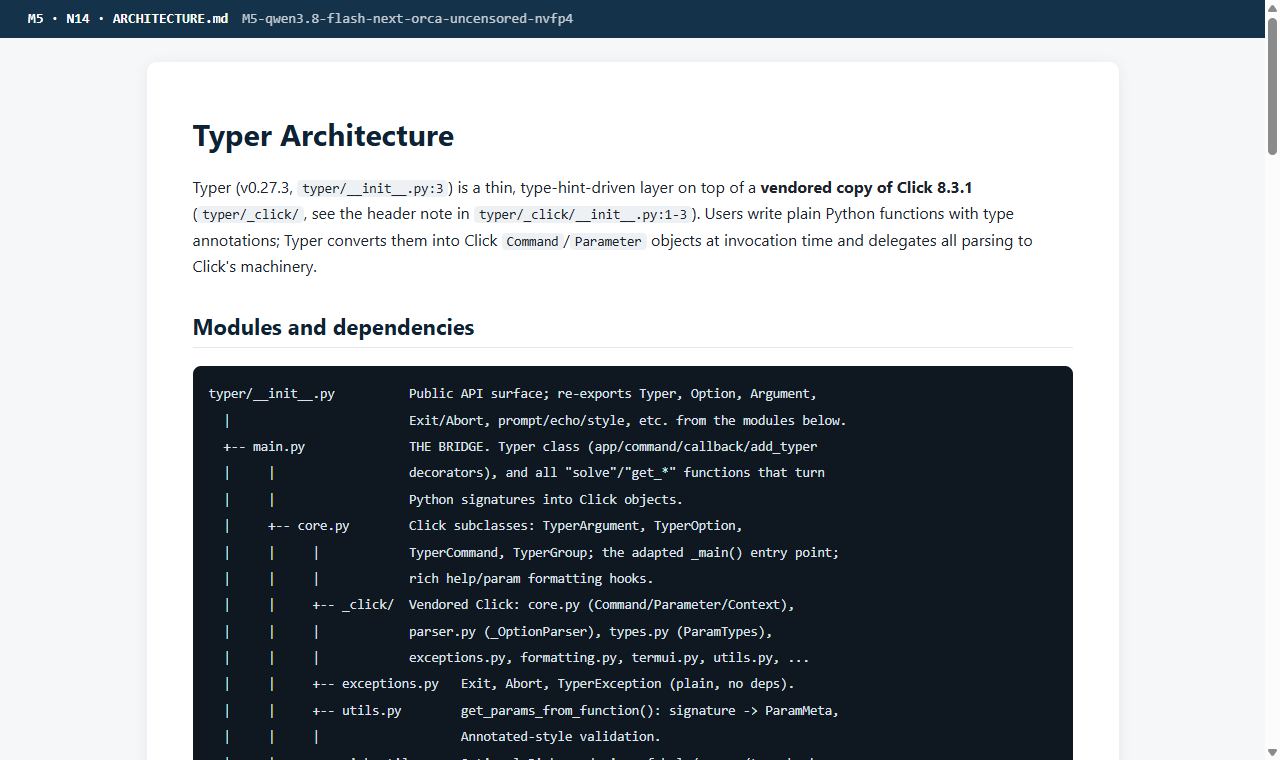 M5 • N14 • ARCHITECTURE.md M5-qwen3.8-flash-next-orca-uncensored-nvfp4
Typer Architecture
Typer (v0.27.3, typer/__init__.py:3 ) is a thin, type-hint-driven layer on top of a vendored copy of Click 8.3.1
( typer/_click/ , see the header note in typer/_click/__init__.py:1-3 ). Users write plain Python functions with type
annotations; Typer converts them into Click Command / Parameter objects at invocation time and delegates all parsing to
Click's machinery.
Modules and dependencies
typer/__init__.py          Public API surface; re-exports Typer, Option, Argument,
  |                        Exit/Abort, prompt/echo/style, etc. from the modules below.
  +-- main.py              THE BRIDGE. Typer class (app/command/callback/add_typer
  |     |                  decorators), and all "solve"/"get_*" functions that turn
  |     |                  Python signatures into Click objects.
  |     +-- core.py        Click subclasses: TyperArgument, TyperOption,
  |     |     |            TyperCommand, TyperGroup; the adapted _main() entry point;
  |     |     |            rich help/param formatting hooks.
  |     |     +-- _click/  Vendored Click: core.py (Command/Parameter/Context),
  |     |     |            parser.py (_OptionParser), types.py (ParamTypes),
  |     |     |            exceptions.py, formatting.py, termui.py, utils.py, ...
  |     |     +-- exceptions.py   Exit, Abort, TyperException (plain, no deps).
  |     |     +-- utils.py        get_params_from_function(): signature -> ParamMeta,
  |     |     |                   Annotated-style validation.